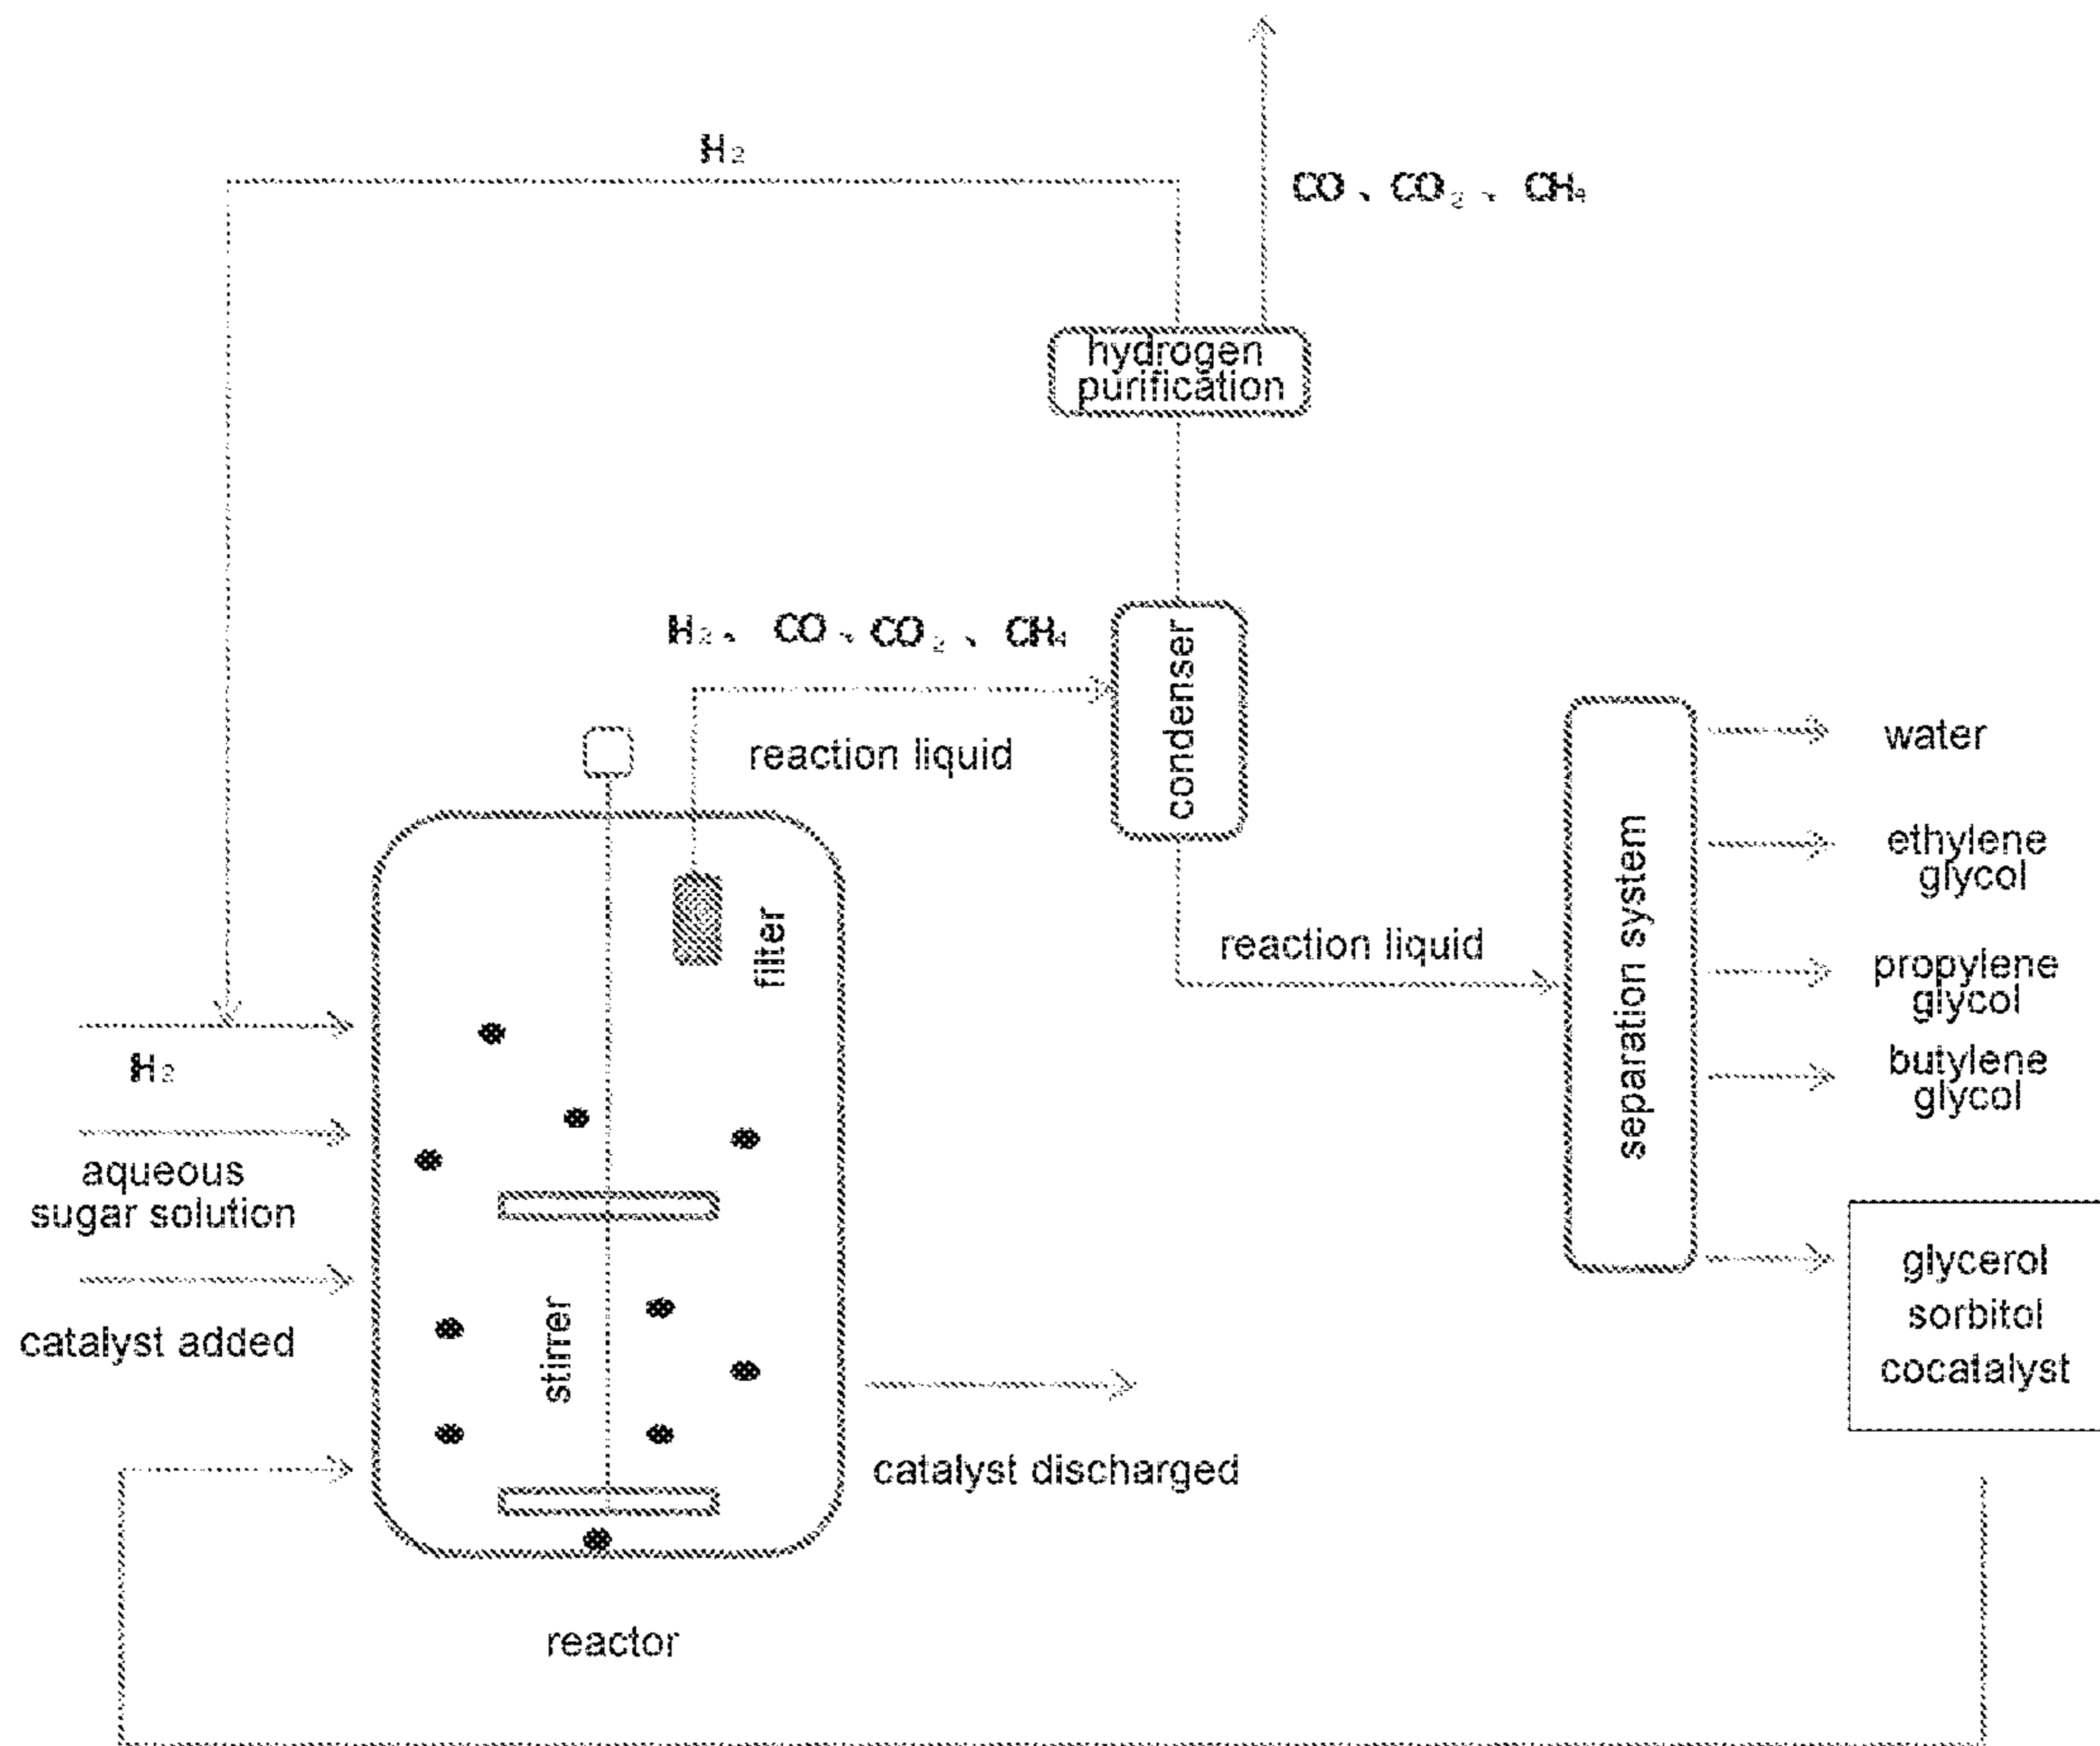 H₂
CO、CO₂、CH₄
hydrogen
purification
H₂、CO、CO₂、CH₄
condenser
reaction liquid
water
ethylene
glycol
separation system
filter
reaction liquid
propylene
glycol
H₂
butylene
glycol
aqueous
sugar solution
glycerol
sorbitol
cocatalyst
catalyst added
stirrer
catalyst discharged
reactor